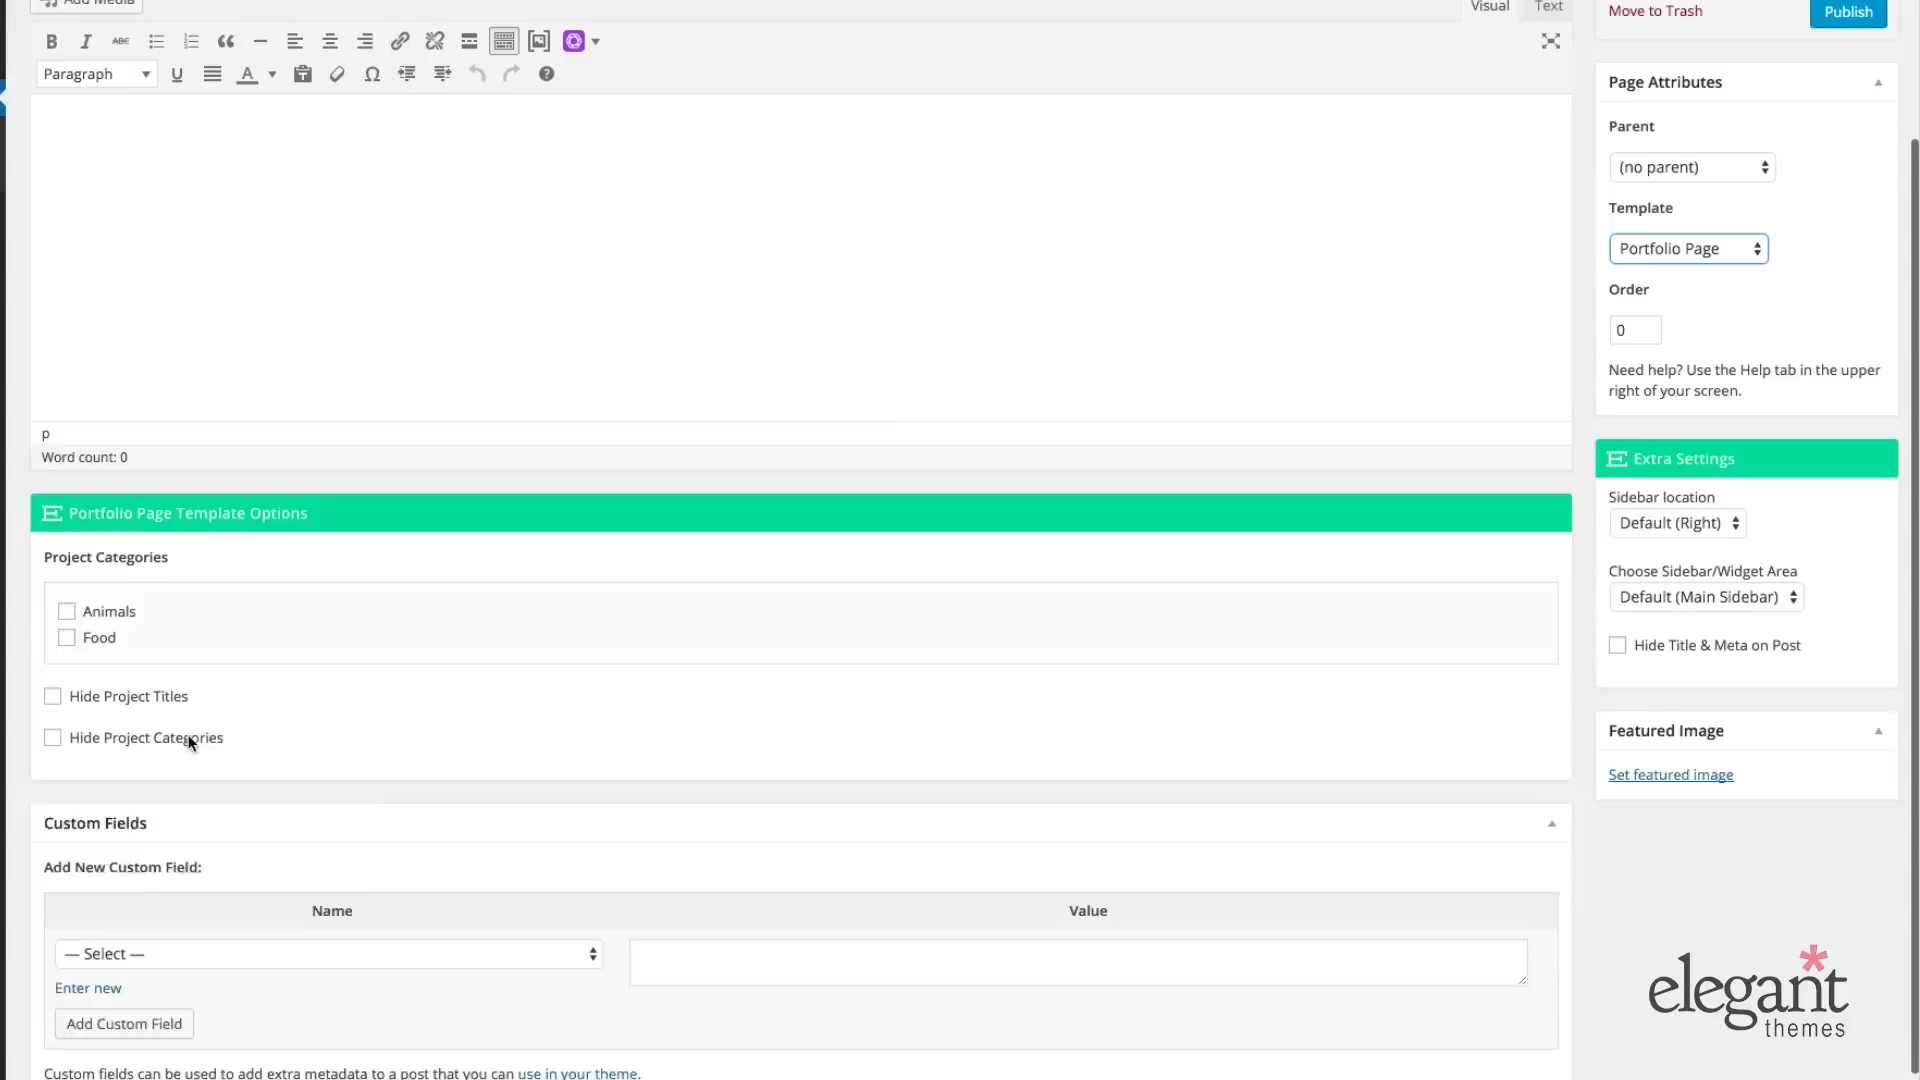 Add Media
Visual
Text
Move to Trash
Publish
B
I
ABC
Paragraph
U
A
Ω
Page Attributes
Parent
(no parent)
Template
Portfolio Page
Order
0
Need help? Use the Help tab in the upper
right of your screen.
p
Word count: 0
Extra Settings
Sidebar location
Default (Right)
Choose Sidebar/Widget Area
Default (Main Sidebar)
Hide Title & Meta on Post
Portfolio Page Template Options
Project Categories
Animals
Food
Hide Project Titles
Hide Project Categories
Featured Image
Set featured image
Custom Fields
Add New Custom Field:
Name
Value
— Select —
Enter new
Add Custom Field
Custom fields can be used to add extra metadata to a post that you can use in your theme.
elegant
themes